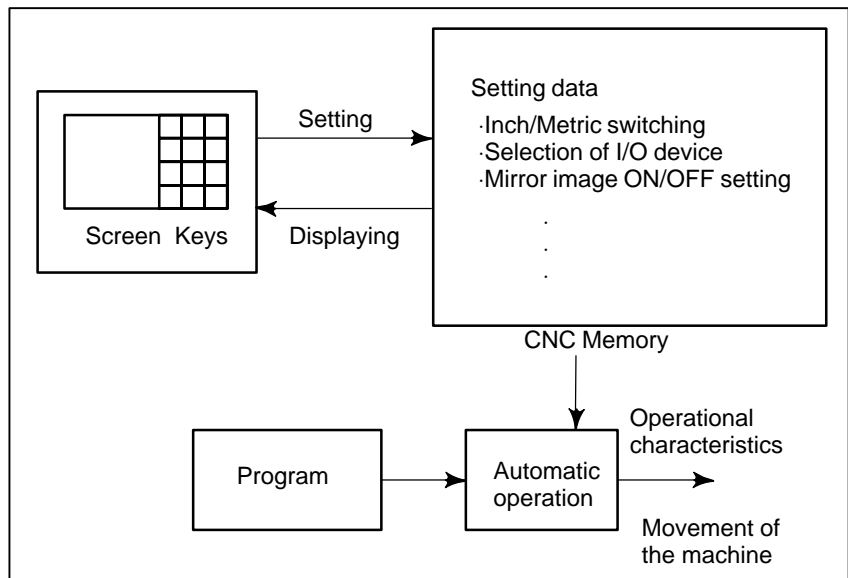 Setting data
·Inch/Metric switching
·Selection of I/O device
·Mirror image ON/OFF setting
.
.
.
Setting
Displaying
Screen Keys
CNC Memory
Program
Automatic
operation
Operational
characteristics
Movement of
the machine